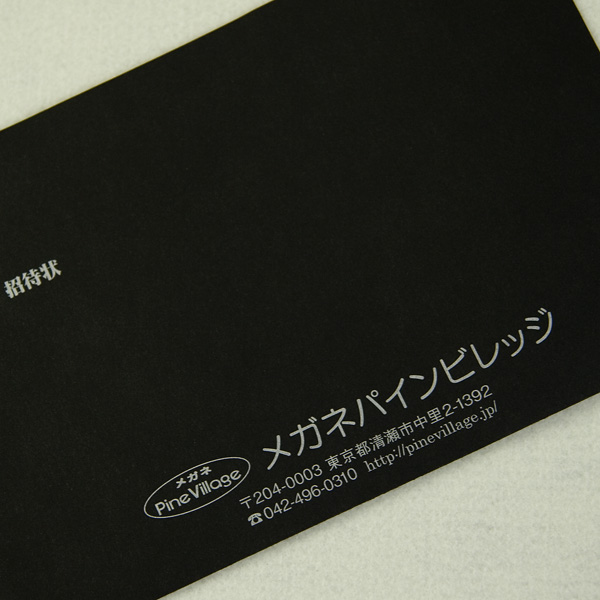 招待状
メガネ
PineVillage
メガネパインビレッジ
〒204-0003 東京都清瀬市中里2-1392
☎042-496-0310 http://pinevillage.jp/